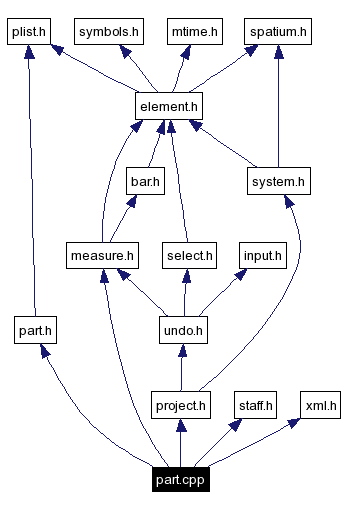 plist.h
symbols.h
mtime.h
spatium.h
element.h
bar.h
system.h
measure.h
select.h
input.h
part.h
undo.h
project.h
staff.h
xml.h
part.cpp